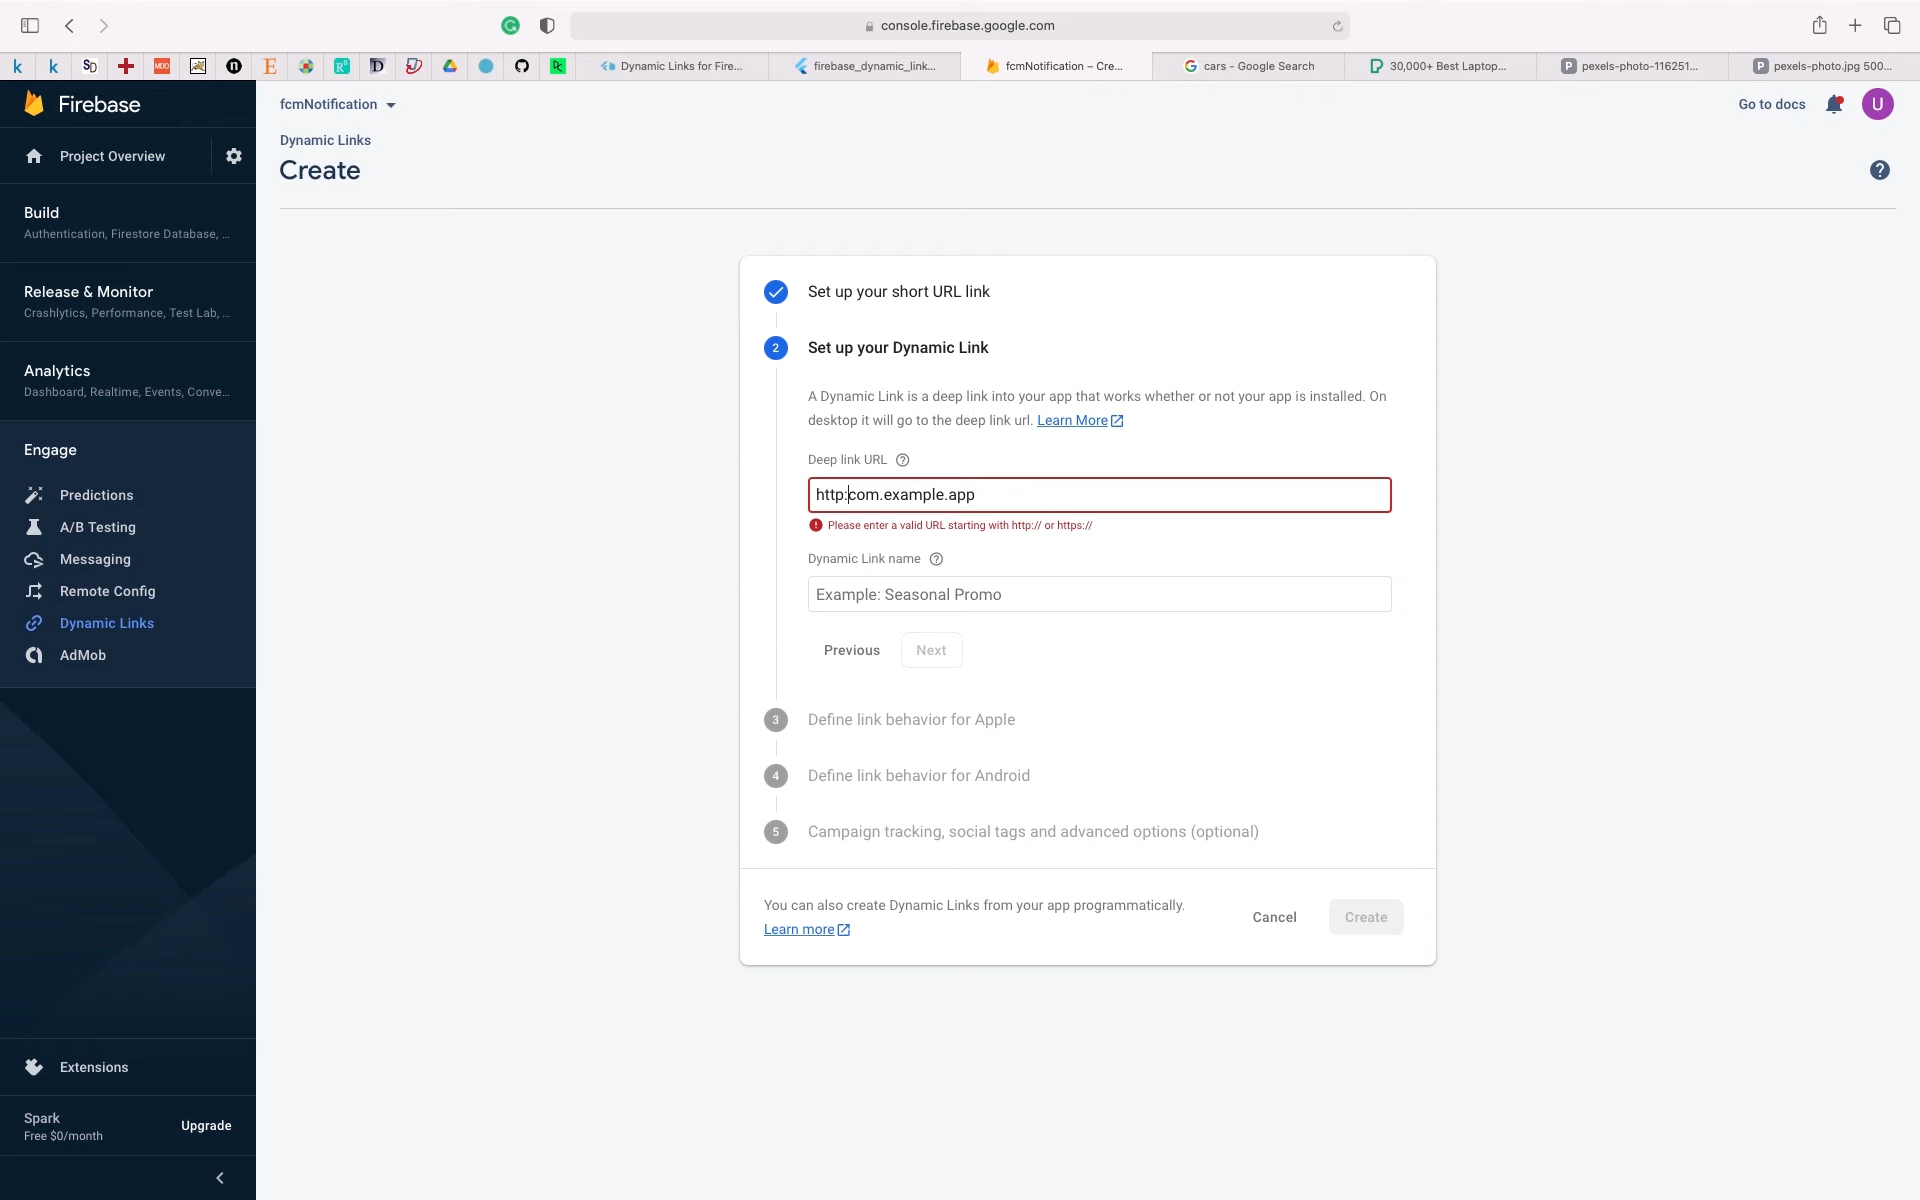 console.firebase.google.com
Dynamic Links for Fire...
firebase_dynamic_link...
fcmNotification – Cre...
cars - Google Search
30,000+ Best Laptop...
pexels-photo-116251...
pexels-photo.jpg 500...
Firebase
fcmNotification
Go to docs
U
Project Overview
Dynamic Links
Create
Build
Authentication, Firestore Database, ...
Release & Monitor
Crashlytics, Performance, Test Lab, ...
Analytics
Dashboard, Realtime, Events, Conve...
Engage
Predictions
A/B Testing
Messaging
Remote Config
Dynamic Links
AdMob
Extensions
Spark
Free $0/month
Upgrade
Set up your short URL link
2
Set up your Dynamic Link
A Dynamic Link is a deep link into your app that works whether or not your app is installed. On
desktop it will go to the deep link url. Learn More
Deep link URL
http:com.example.app
Please enter a valid URL starting with http:// or https://
Dynamic Link name
Example: Seasonal Promo
Previous
Next
3
Define link behavior for Apple
4
Define link behavior for Android
5
Campaign tracking, social tags and advanced options (optional)
You can also create Dynamic Links from your app programmatically.
Learn more
Cancel
Create